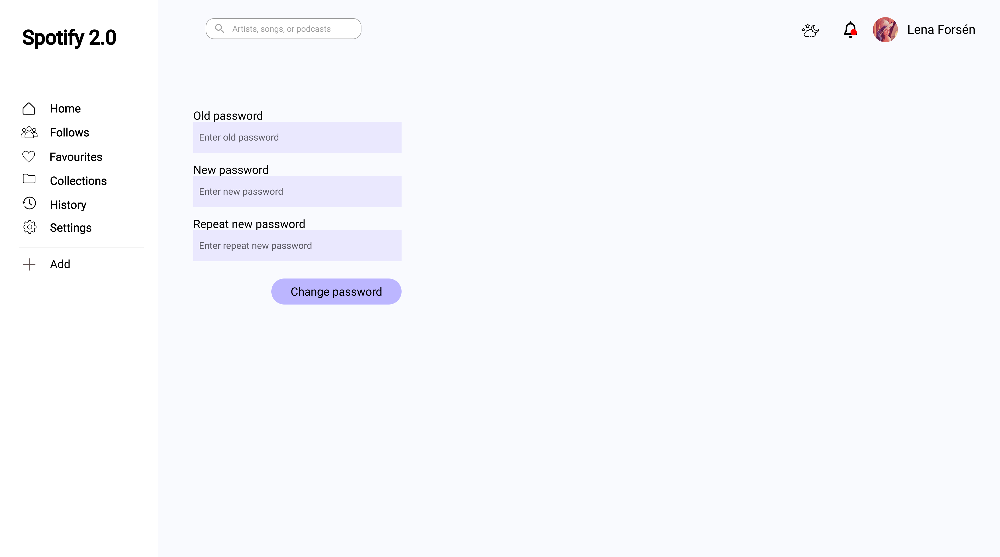 Spotify 2.0
Artists, songs, or podcasts
Lena Forsén
Home
Follows
Favourites
Collections
History
Settings
Add
Old password
Enter old password
New password
Enter new password
Repeat new password
Enter repeat new password
Change password